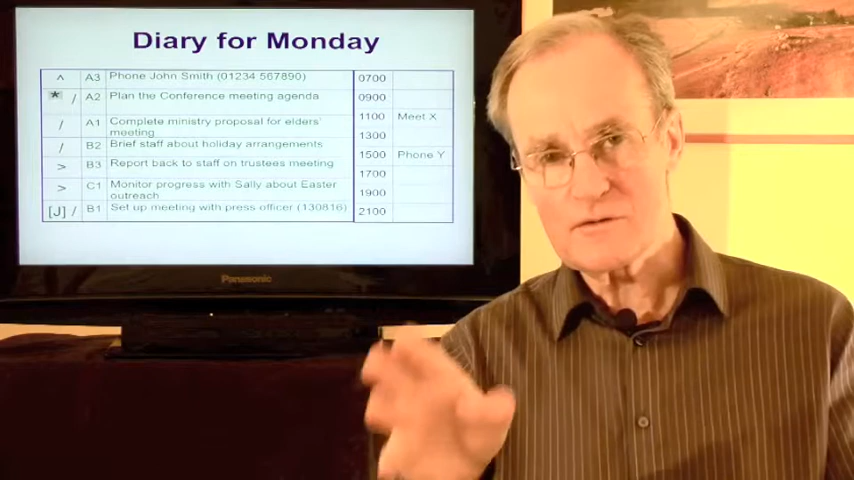 Diary for Monday
^ A3 Phone John Smith (01234 567890) 0700
* / A2 Plan the Conference meeting agenda 0900
/ A1 Complete ministry proposal for elders' 1100 Meet X
meeting 1300
/ B2 Brief staff about holiday arrangements
> B3 Report back to staff on trustees meeting 1500 Phone Y
1700
> C1 Monitor progress with Sally about Easter 1900
outreach
[J] / B1 Set up meeting with press officer (130816) 2100
Panasonic